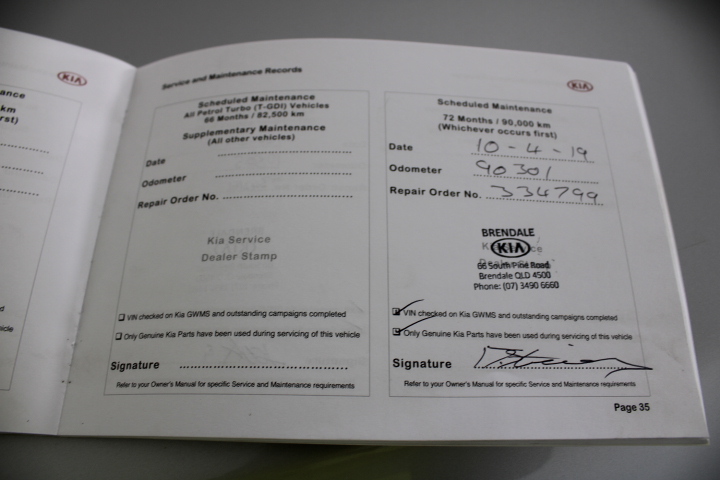 ance
km
rst)
KIA
Service and Maintenance Records
Scheduled Maintenance
All Petrol Turbo (T-GDI) Vehicles
66 Months / 82,500 km
Supplementary Maintenance
(All other vehicles)
Date
Odometer
Repair Order No.
Kia Service
Dealer Stamp
VIN checked on Kia GWMS and outstanding campaigns completed
Only Genuine Kia Parts have been used during servicing of this vehicle
Signature
Refer to your Owner's Manual for specific Service and Maintenance requirements
KIA
Scheduled Maintenance
72 Months / 90,000 km
(Whichever occurs first)
Date 10-4-19
Odometer 90301
Repair Order No. 334799
BRENDALE
KIA
66 South Pine Road
Brendale QLD 4500
Phone: (07) 3490 6660
VIN checked on Kia GWMS and outstanding campaigns completed
Only Genuine Kia Parts have been used during servicing of this vehicle
Signature
Refer to your Owner's Manual for specific Service and Maintenance requirements
Page 35